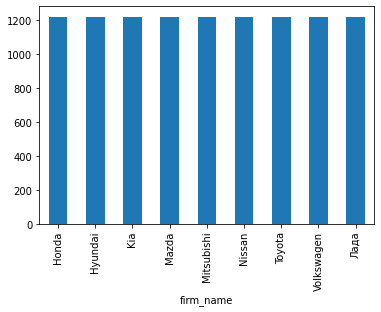 1200
1000
800
600
400
200
0
Honda
Hyundai
Kia
Mazda
Mitsubishi
Nissan
Toyota
Volkswagen
Лада
firm_name